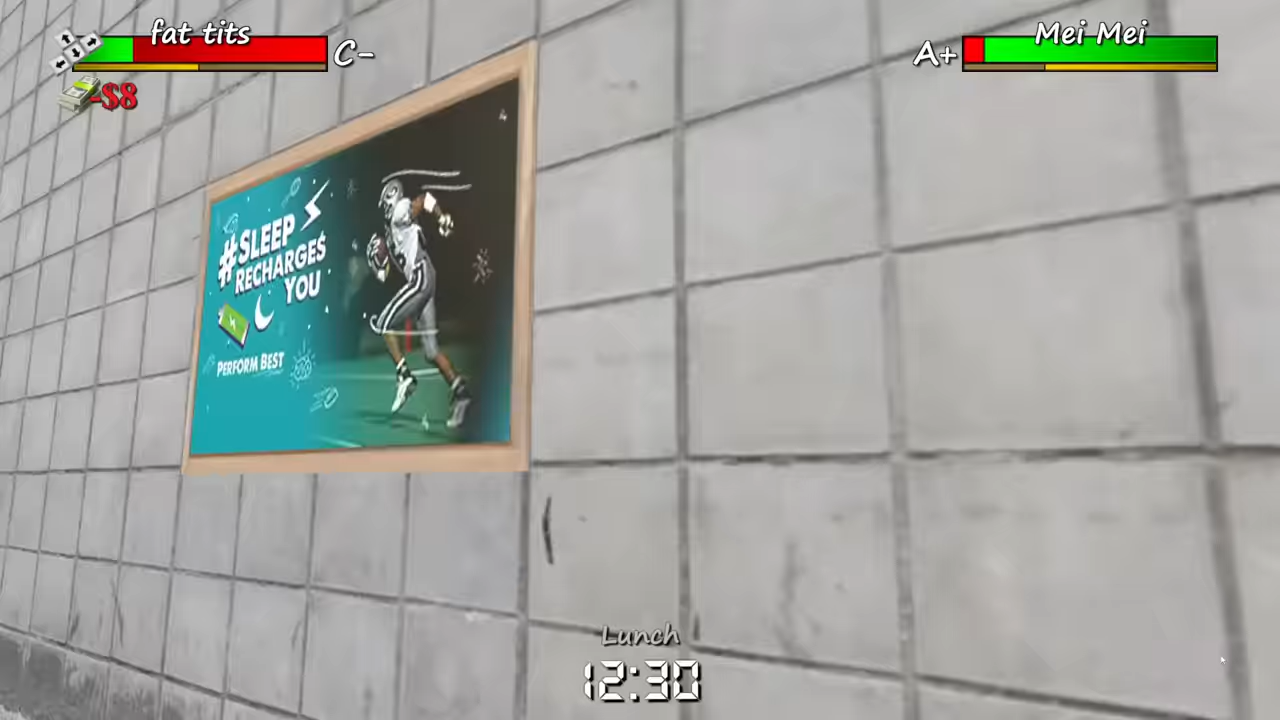 fat tits
C-
-$8
A+
Mei Mei
#SLEEP
RECHARGES
YOU
PERFORM BEST
Lunch
12:30